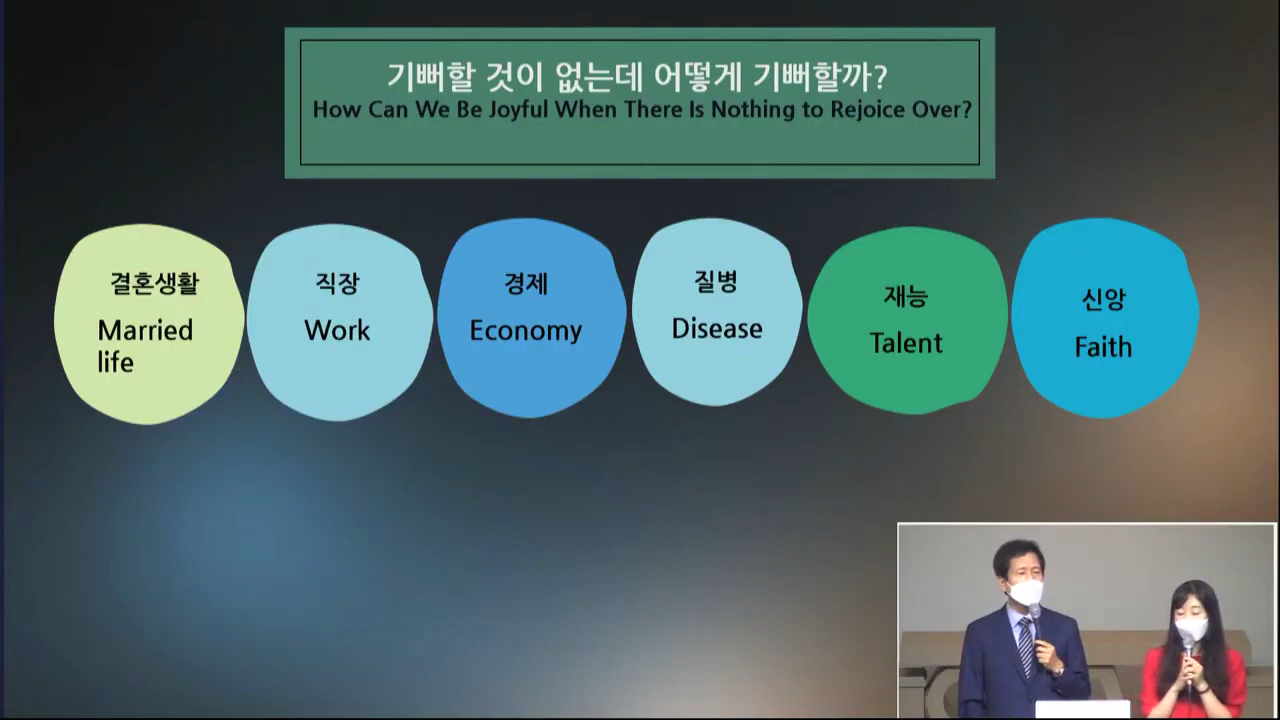 기뻐할 것이 없는데 어떻게 기뻐할까?
How Can We Be Joyful When There Is Nothing to Rejoice Over?
결혼생활
Married
life
직장
Work
경제
Economy
질병
Disease
재능
Talent
신앙
Faith